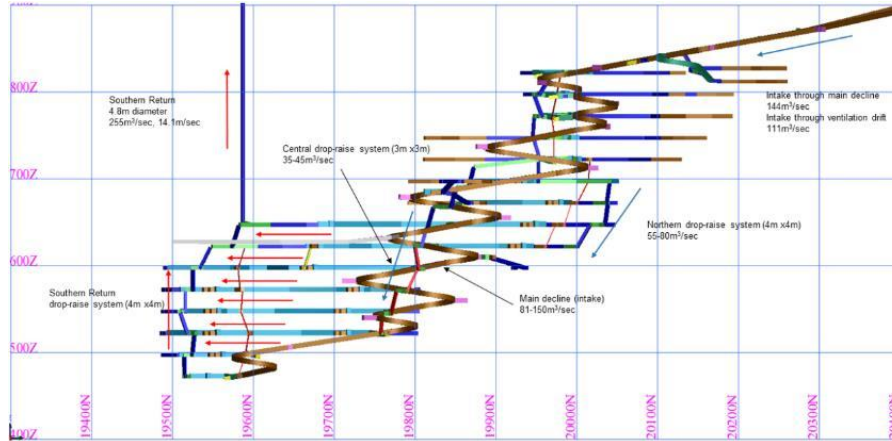 800Z
700Z
600Z
500Z
400Z
Southern Return
4.8m diameter
255m³/sec, 14.1m/sec
Central drop-raise system (3m x3m)
35-45m³/sec
Intake through main decline
144m³/sec
Intake through ventilation drift
111m³/sec
Northern drop-raise system (4m x4m)
55-80m³/sec
Southern Return
drop-raise system (4m x4m)
Main decline (intake)
81-150m³/sec
19400N
19500N
19600N
19700N
19800N
19900N
20000N
20100N
20200N
20300N